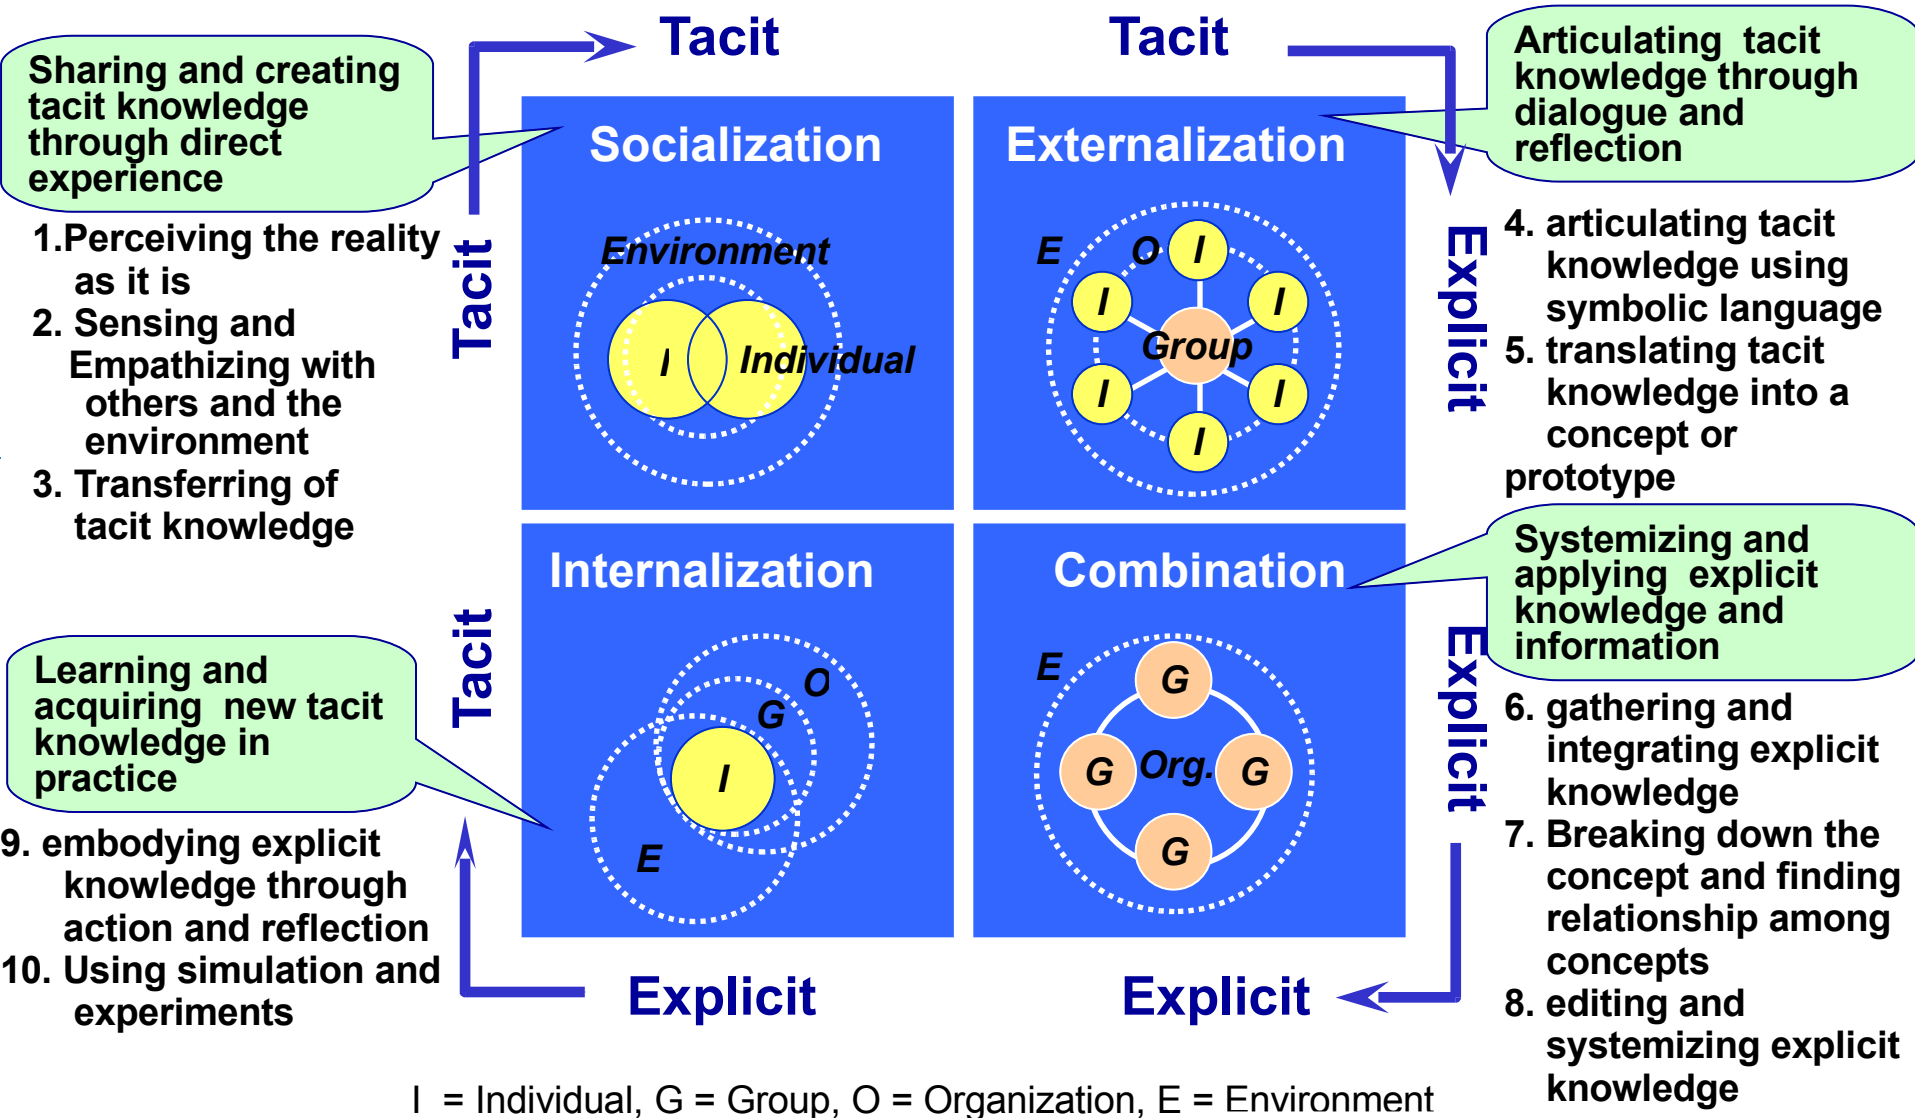 Tacit
Tacit
Sharing and creating
tacit knowledge
through direct
experience
Articulating tacit
knowledge through
dialogue and
reflection
Socialization
Externalization
1.Perceiving the reality
as it is
2. Sensing and
Empathizing with
others and the
environment
3. Transferring of
tacit knowledge
Tacit
Environment
I
Individual
E
O
I
I
I
Group
I
I
I
Explicit
4. articulating tacit
knowledge using
symbolic language
5. translating tacit
knowledge into a
concept or
prototype
Internalization
Combination
Systemizing and
applying explicit
knowledge and
information
Learning and
acquiring new tacit
knowledge in
practice
Tacit
O
G
I
E
E
G
G
Org.
G
G
Explicit
6. gathering and
integrating explicit
knowledge
7. Breaking down the
concept and finding
relationship among
concepts
8. editing and
systemizing explicit
knowledge
9. embodying explicit
knowledge through
action and reflection
10. Using simulation and
experiments
Explicit
Explicit
I = Individual, G = Group, O = Organization, E = Environment